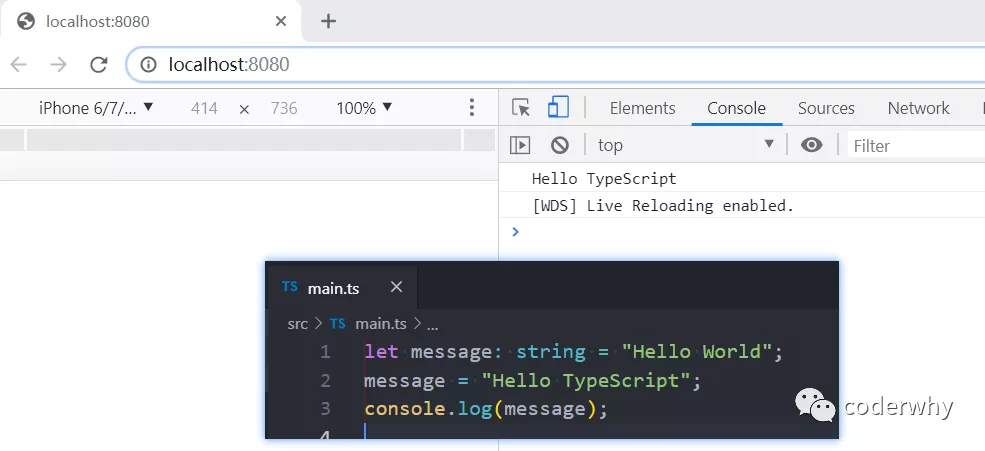 localhost:8080
localhost:8080
iPhone 6/7/... 414 × 736 100%
Elements Console Sources Network
top Filter
Hello TypeScript
[WDS] Live Reloading enabled.
TS main.ts
src > TS main.ts > ...
1 let message: string = "Hello World";
2 message = "Hello TypeScript";
3 console.log(message);
4
coderwhy